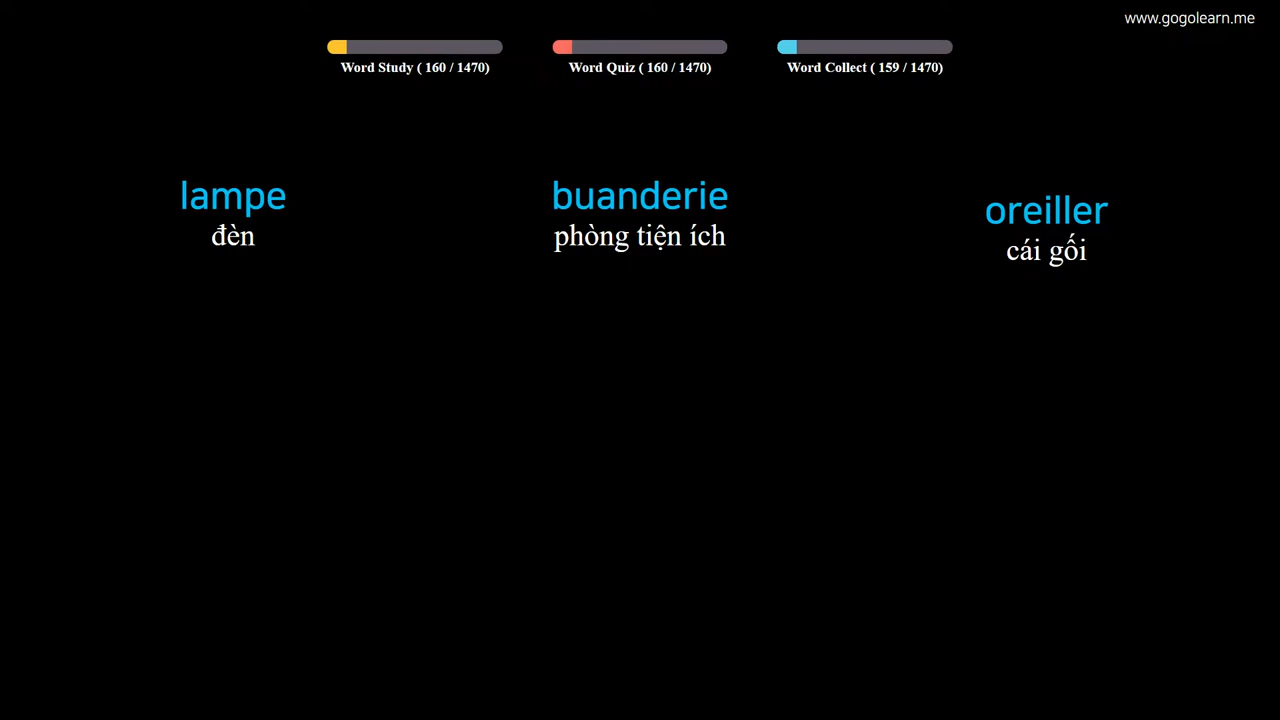 www.gogolearn.me
Word Study ( 160 / 1470)
Word Quiz ( 160 / 1470)
Word Collect ( 159 / 1470)
lampe
đèn
buanderie
phòng tiện ích
oreiller
cái gối